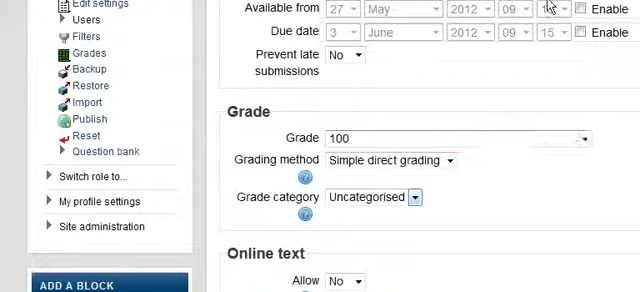 Edit settings
Users
Filters
Grades
Backup
Restore
Import
Publish
Reset
Question bank
Switch role to...
My profile settings
Site administration
ADD A BLOCK
Available from 27 May 2012 09 Enable
Due date 3 June 2012 09 15 Enable
Prevent late submissions No
Grade
Grade 100
Grading method Simple direct grading
Grade category Uncategorised
Online text
Allow No